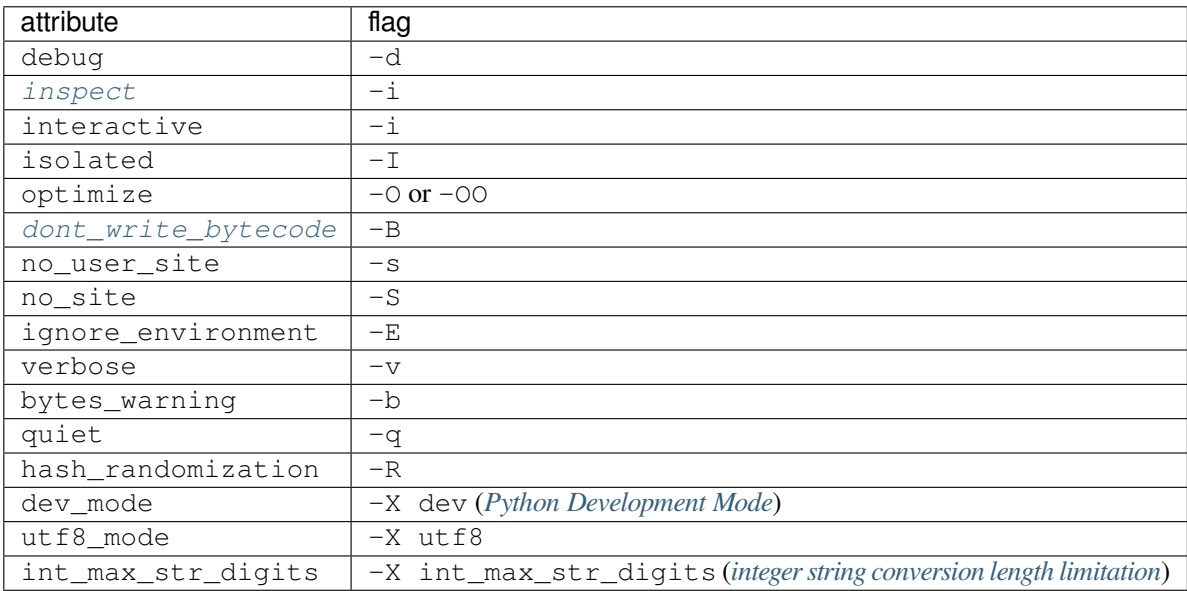 attribute flag
debug -d
inspect -i
interactive -i
isolated -I
optimize -O or -OO
dont_write_bytecode -B
no_user_site -s
no_site -S
ignore_environment -E
verbose -v
bytes_warning -b
quiet -q
hash_randomization -R
dev_mode -X dev (Python Development Mode)
utf8_mode -X utf8
int_max_str_digits -X int_max_str_digits (integer string conversion length limitation)